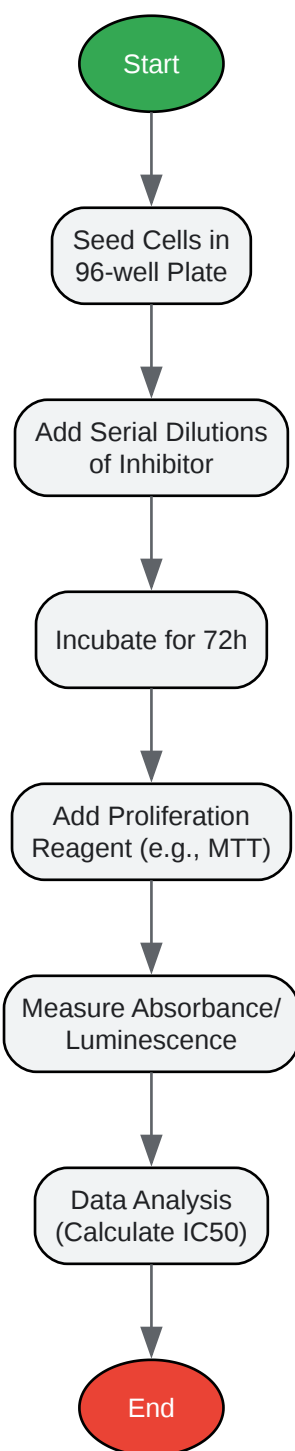 Start
Seed Cells in
96-well Plate
Add Serial Dilutions
of Inhibitor
Incubate for 72h
Add Proliferation
Reagent (e.g., MTT)
Measure Absorbance/
Luminescence
Data Analysis
(Calculate IC50)
End